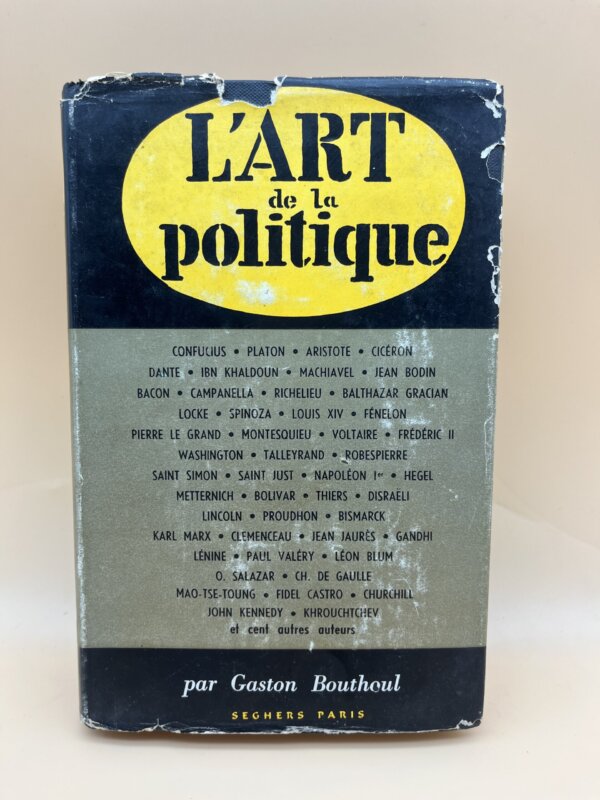 L'ART
de la
politique
CONFUCIUS • PLATON • ARISTOTE • CICÉRON
DANTE • IBN KHALDOUN • MACHIAVEL • JEAN BODIN
BACON • CAMPANELLA • RICHELIEU • BALTHAZAR GRACIAN
LOCKE • SPINOZA • LOUIS XIV • FÉNELON
PIERRE LE GRAND • MONTESQUIEU • VOLTAIRE • FRÉDÉRIC II
WASHINGTON • TALLEYRAND • ROBESPIERRE
SAINT SIMON • SAINT JUST • NAPOLÉON Ier • HEGEL
METTERNICH • BOLIVAR • THIERS • DISRAËLI
LINCOLN • PROUDHON • BISMARCK
KARL MARX • CLEMENCEAU • JEAN JAURÈS • GANDHI
LÉNINE • PAUL VALÉRY • LÉON BLUM
O. SALAZAR • CH. DE GAULLE
MAO-TSE-TOUNG • FIDEL CASTRO • CHURCHILL
JOHN KENNEDY • KHROUCHTCHEV
et cent autres auteurs
par Gaston Bouthoul
SEGHERS PARIS